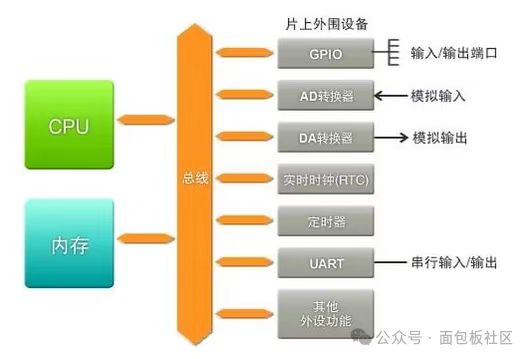 片上外围设备
GPIO
输入/输出端口
CPU
AD转换器
模拟输入
DA转换器
模拟输出
总线
实时时钟(RTC)
内存
定时器
UART
串行输入/输出
其他
外设功能
公众号·面包板社区